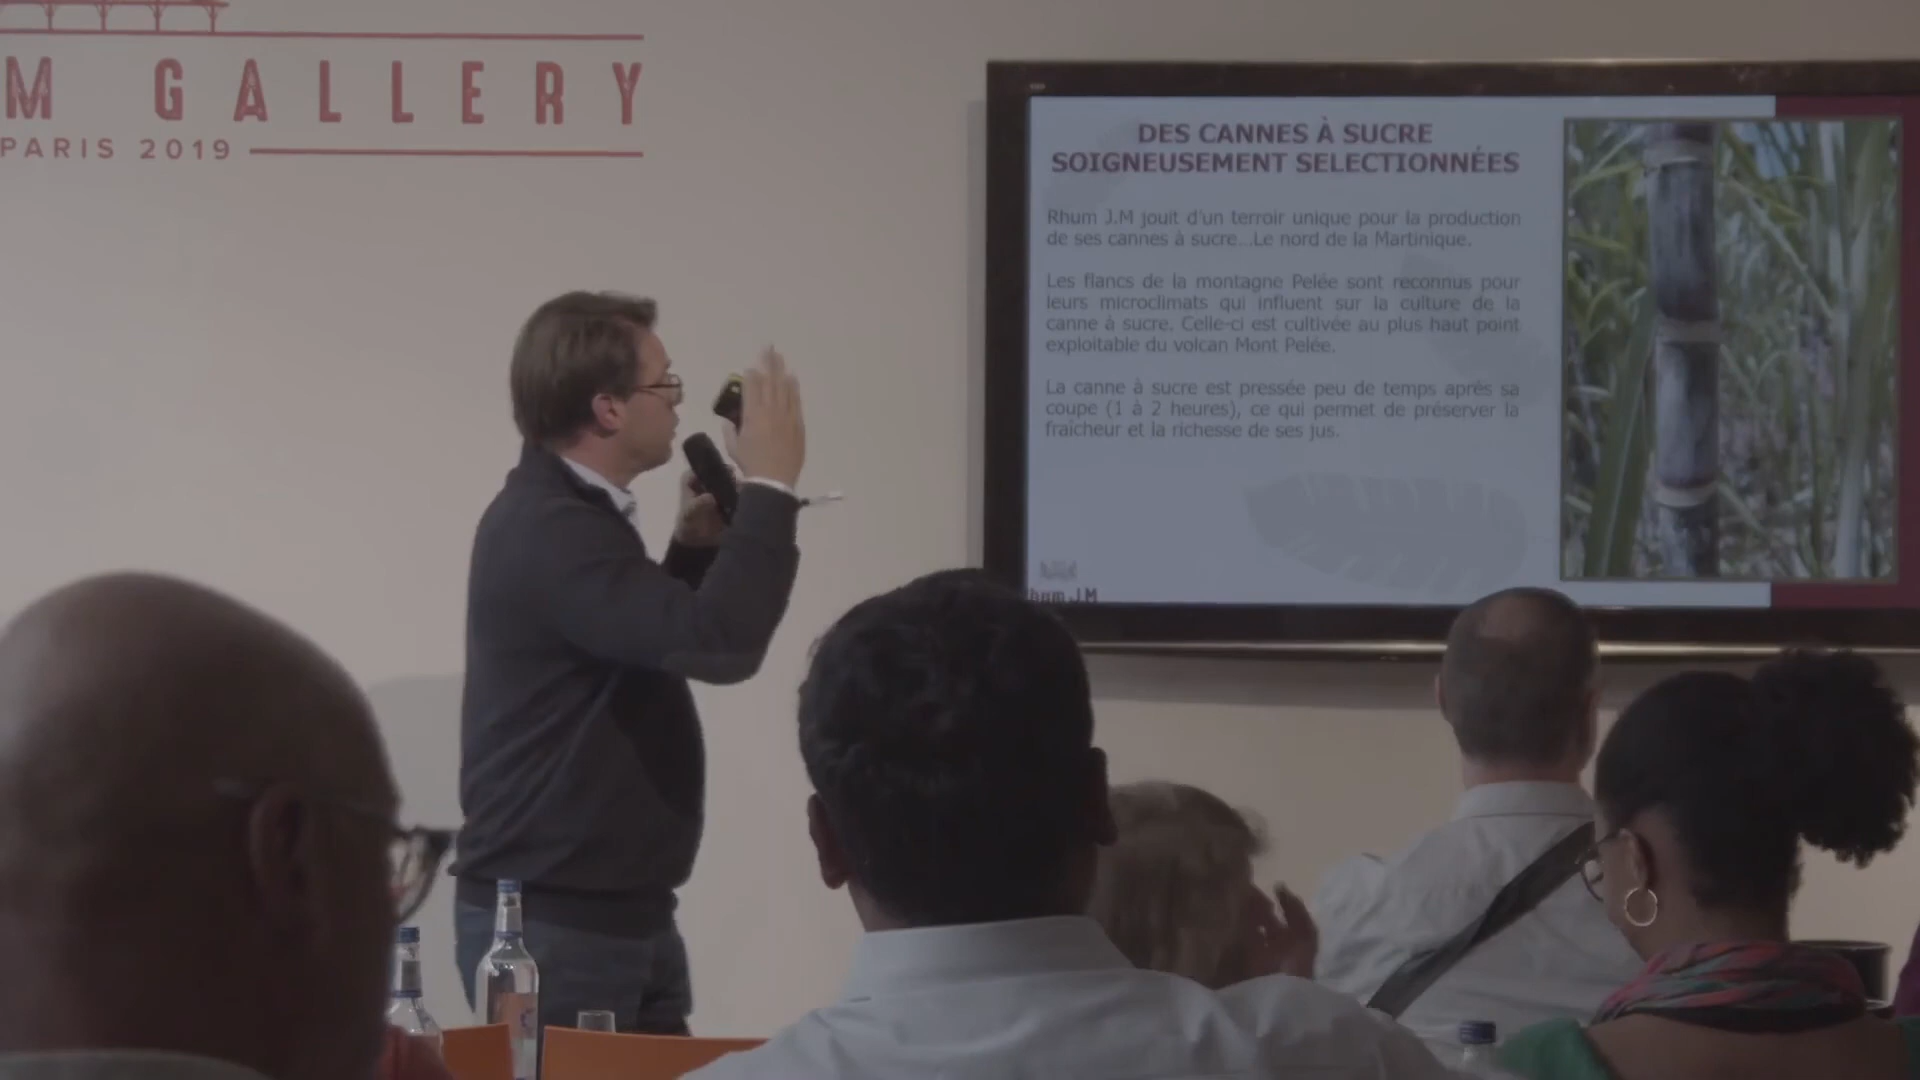 M GALLERY
PARIS 2019
DES CANNES À SUCRE
SOIGNEUSEMENT SELECTIONNÉES
Rhum J.M jouit d'un terroir unique pour la production
de ses cannes à sucre...Le nord de la Martinique.
Les flancs de la montagne Pelée sont reconnus pour
leurs microclimats qui influent sur la culture de la
canne à sucre. Celle-ci est cultivée au plus haut point
exploitable du volcan Mont Pelée.
La canne à sucre est pressée peu de temps aprés sa
coupe (1 à 2 heures), ce qui permet de préserver la
fraîcheur et la richesse de ses jus.
hum J.M